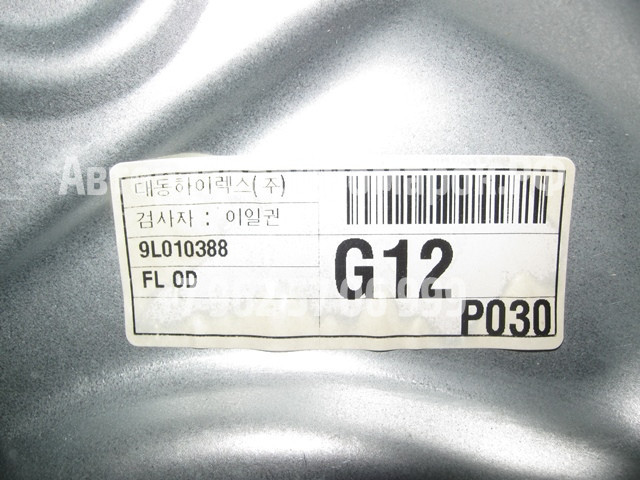 대동하이렉스(주)
검사자 : 이일권
9L010388
FL OD
G12
P030